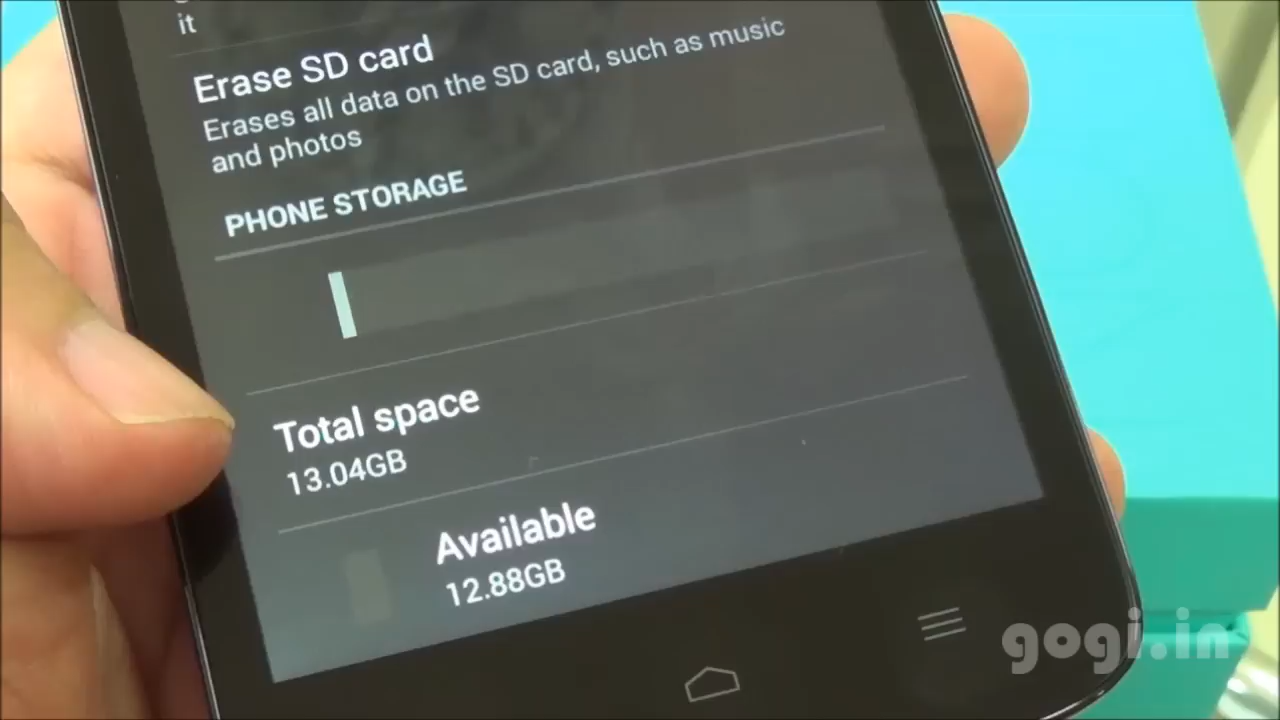 it
Erase SD card
Erases all data on the SD card, such as music
and photos
PHONE STORAGE
Total space
13.04GB
Available
12.88GB
gogi.in